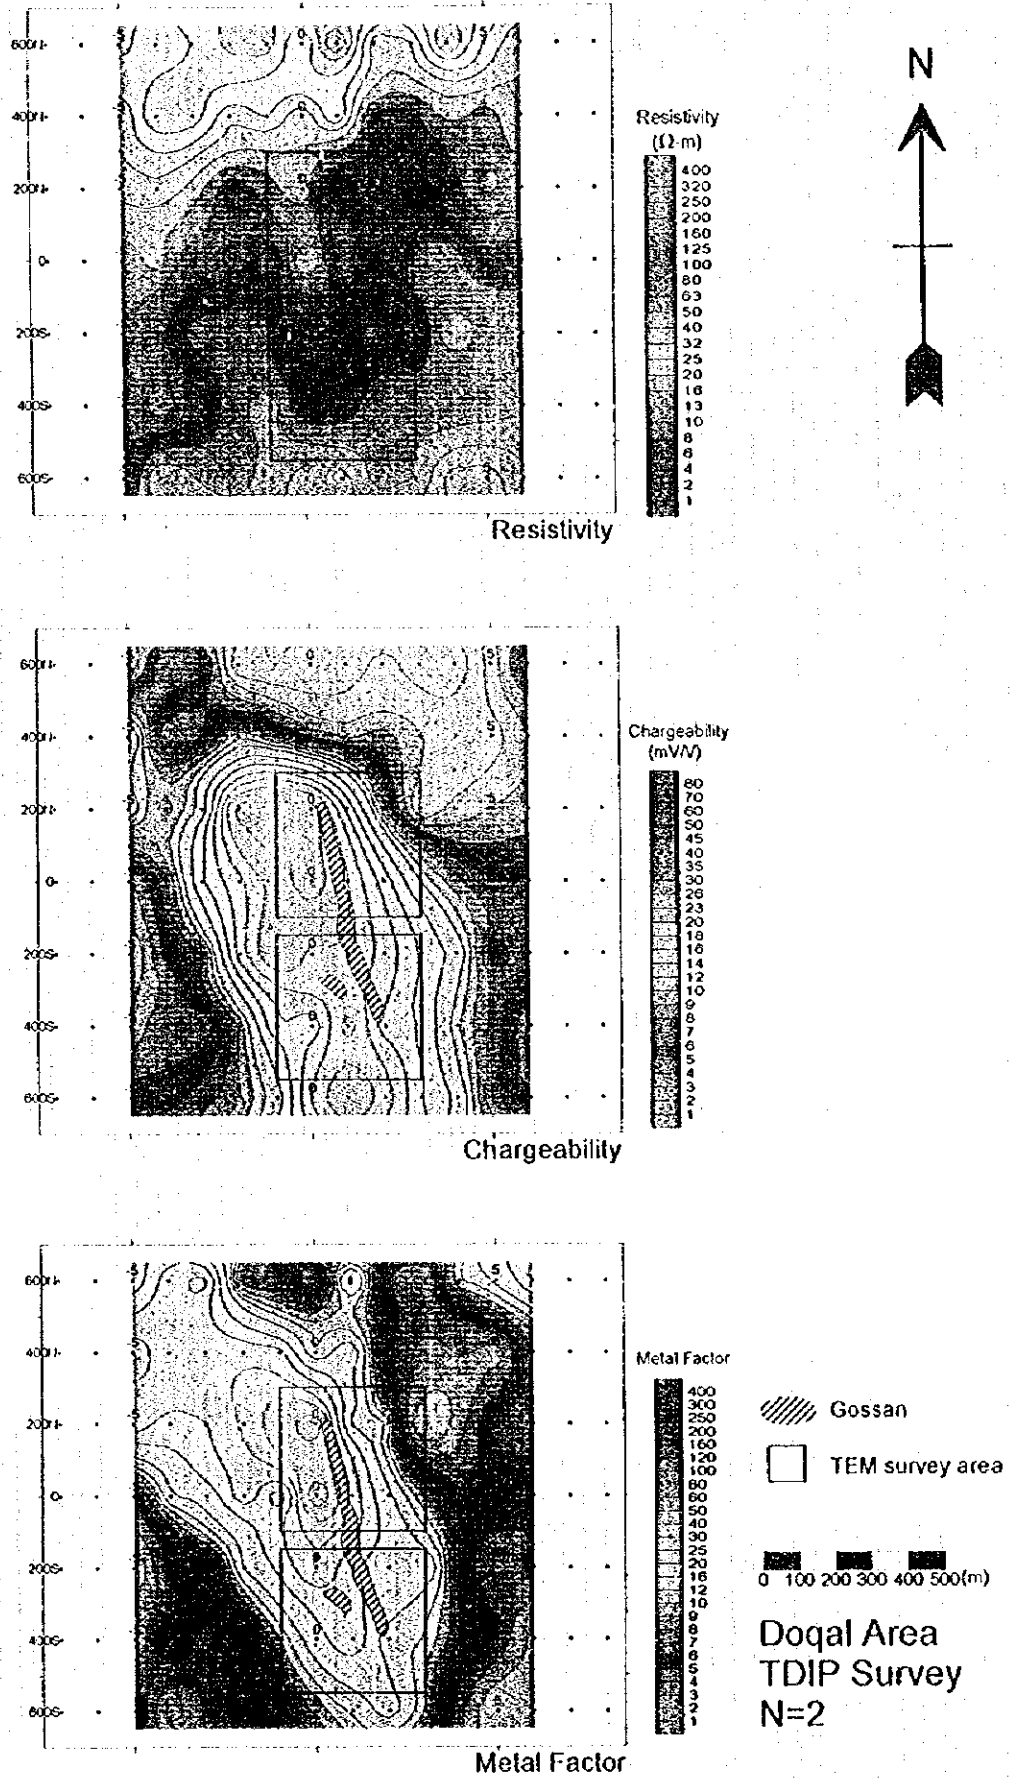 600N
400N
200N
0
200S
400S
600S
N
Resistivity
(Ω·m)
400
320
250
200
160
125
100
80
63
50
40
32
25
20
16
13
10
8
6
4
2
1
Resistivity
600N
400N
200N
0
200S
400S
600S
Chargeability
(mV/V)
80
70
60
50
45
40
35
30
26
23
20
18
16
14
12
10
9
8
7
6
5
4
3
2
1
Chargeability
600N
400N
200N
0
200S
400S
600S
Metal Factor
400
300
250
200
160
120
100
80
60
50
40
30
25
20
16
12
10
9
8
7
6
5
4
3
2
1
Metal Factor
Gossan
TEM survey area
0 100 200 300 400 500(m)
Doqal Area
TDIP Survey
N=2